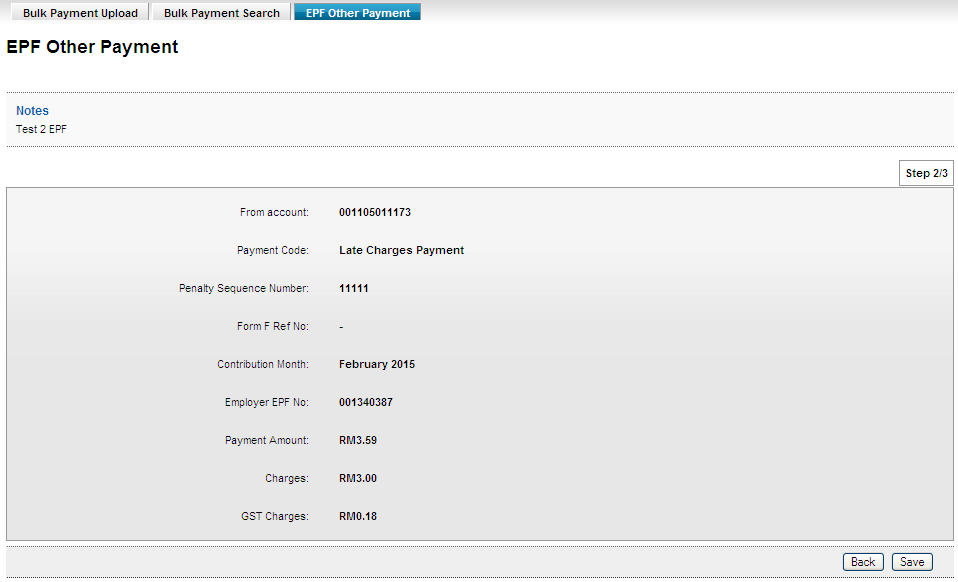 Bulk Payment Upload Bulk Payment Search EPF Other Payment
EPF Other Payment
Notes
Test 2 EPF
Step 2/3
From account: 001105011173
Payment Code: Late Charges Payment
Penalty Sequence Number: 11111
Form F Ref No: -
Contribution Month: February 2015
Employer EPF No: 001340387
Payment Amount: RM3.59
Charges: RM3.00
GST Charges: RM0.18
Back Save